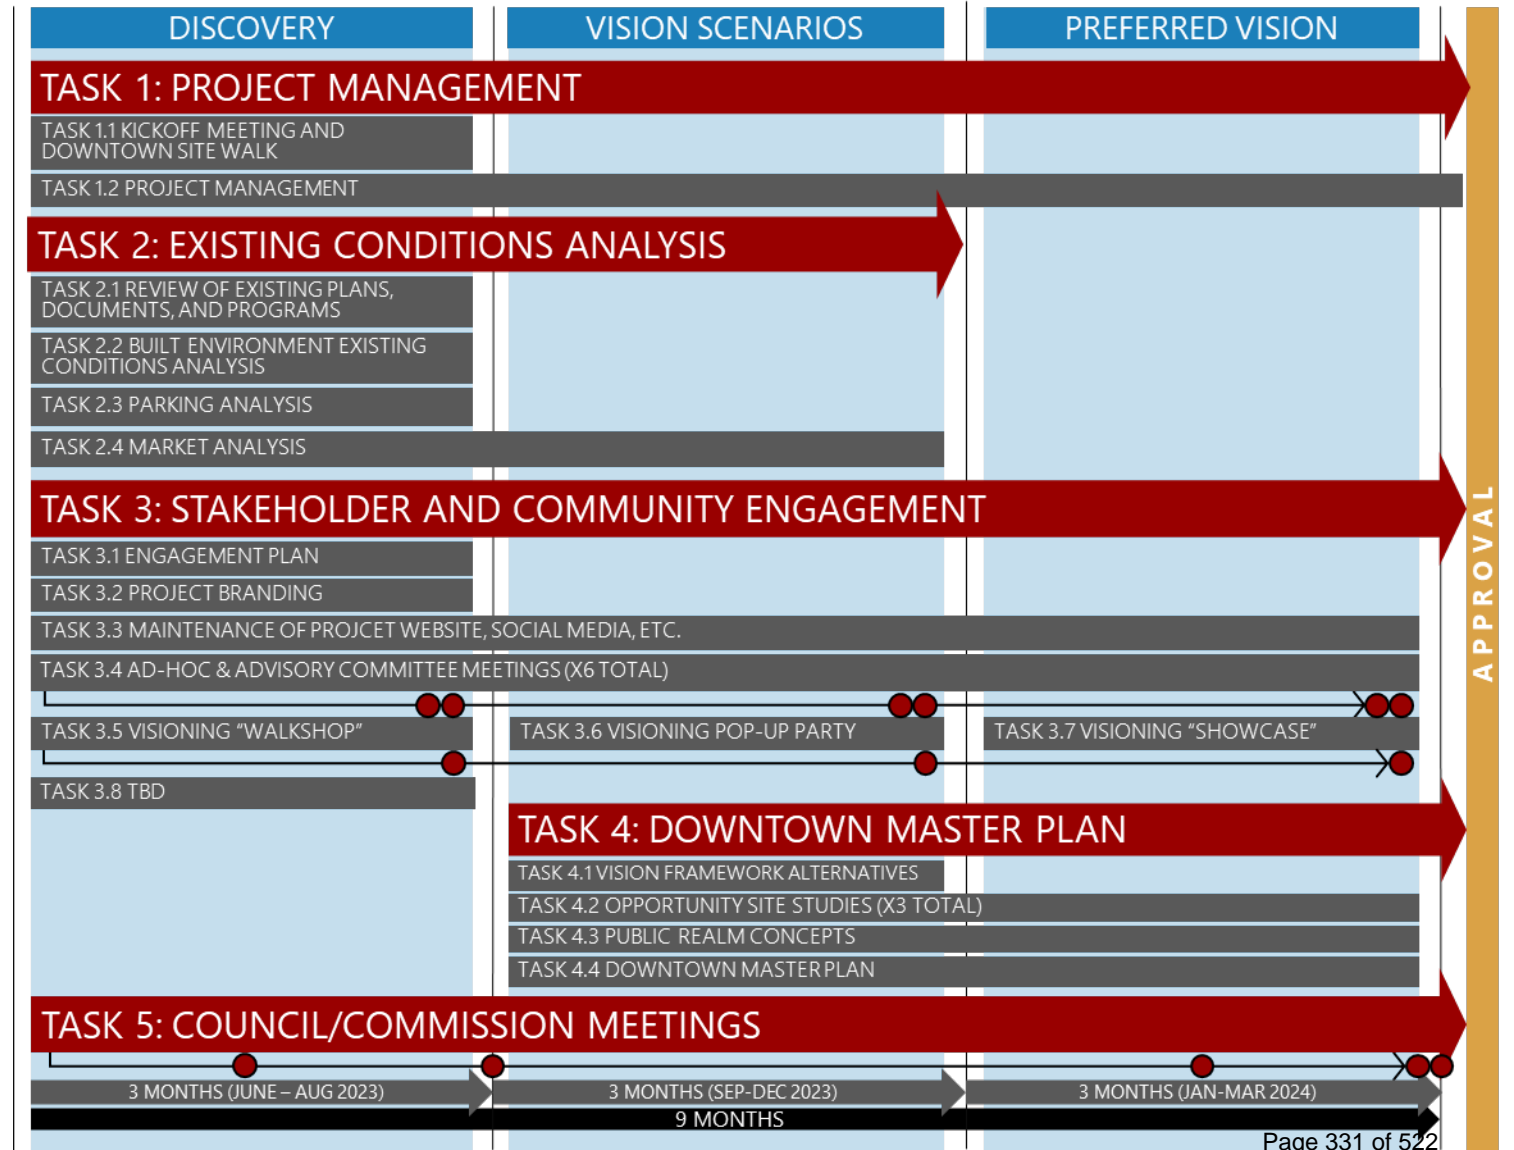 DISCOVERY
VISION SCENARIOS
PREFERRED VISION
TASK 1: PROJECT MANAGEMENT
TASK 1.1 KICKOFF MEETING AND
DOWNTOWN SITE WALK
TASK 1.2 PROJECT MANAGEMENT
TASK 2: EXISTING CONDITIONS ANALYSIS
TASK 2.1 REVIEW OF EXISTING PLANS,
DOCUMENTS, AND PROGRAMS
TASK 2.2 BUILT ENVIRONMENT EXISTING
CONDITIONS ANALYSIS
TASK 2.3 PARKING ANALYSIS
TASK 2.4 MARKET ANALYSIS
TASK 3: STAKEHOLDER AND COMMUNITY ENGAGEMENT
TASK 3.1 ENGAGEMENT PLAN
TASK 3.2 PROJECT BRANDING
TASK 3.3 MAINTENANCE OF PROJCET WEBSITE, SOCIAL MEDIA, ETC.
TASK 3.4 AD-HOC & ADVISORY COMMITTEE MEETINGS (X6 TOTAL)
TASK 3.5 VISIONING “WALKSHOP”
TASK 3.6 VISIONING POP-UP PARTY
TASK 3.7 VISIONING “SHOWCASE”
TASK 3.8 TBD
TASK 4: DOWNTOWN MASTER PLAN
TASK 4.1 VISION FRAMEWORK ALTERNATIVES
TASK 4.2 OPPORTUNITY SITE STUDIES (X3 TOTAL)
TASK 4.3 PUBLIC REALM CONCEPTS
TASK 4.4 DOWNTOWN MASTER PLAN
TASK 5: COUNCIL/COMMISSION MEETINGS
3 MONTHS (JUNE – AUG 2023)
3 MONTHS (SEP-DEC 2023)
3 MONTHS (JAN-MAR 2024)
9 MONTHS
APPROVAL
Page 331 of 522